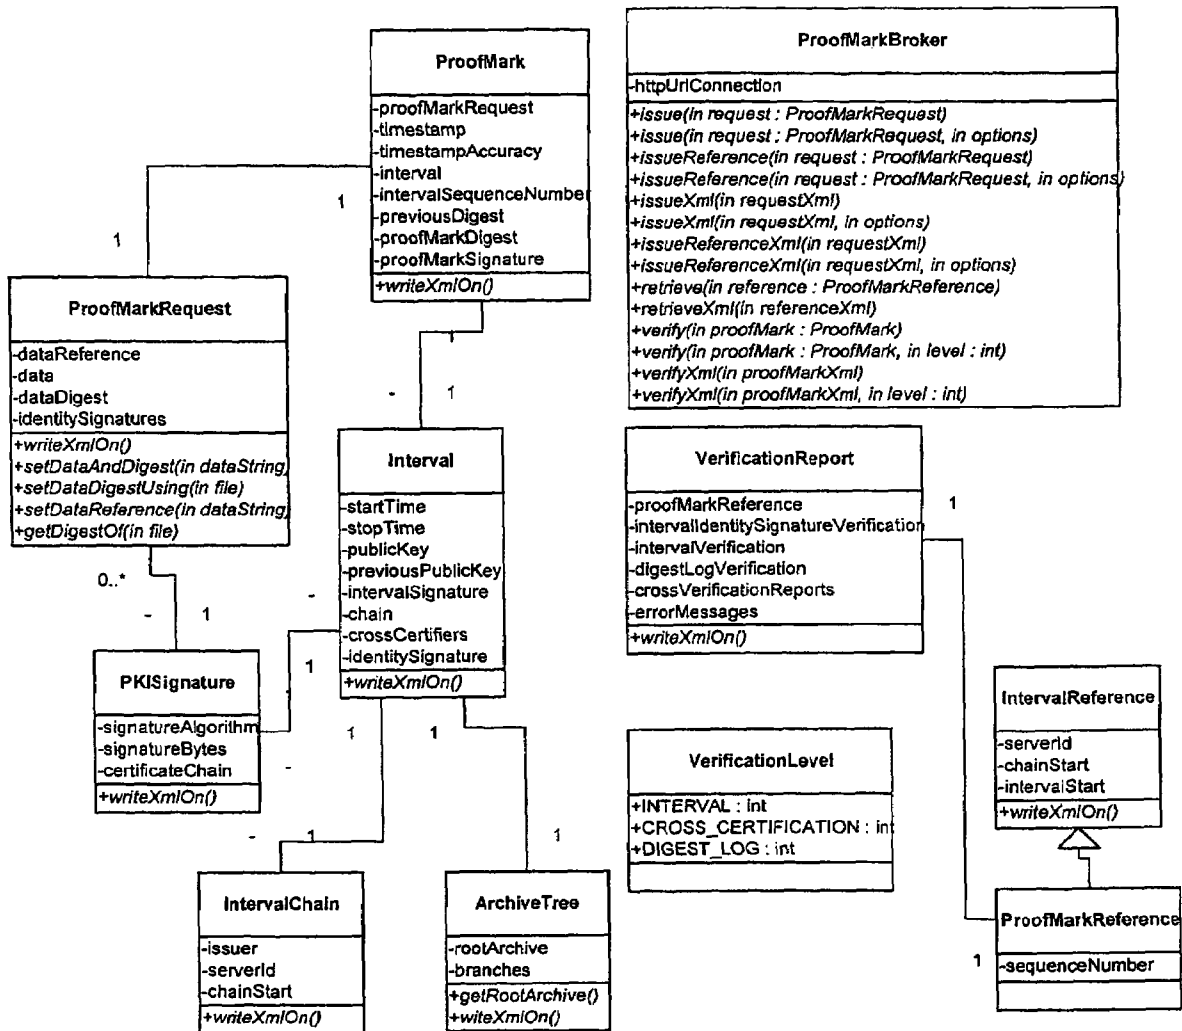 ProofMark
-proofMarkRequest
-timestamp
-timestampAccuracy
-interval
-intervalSequenceNumber
-previousDigest
-proofMarkDigest
-proofMarkSignature
+writeXmlOn()
ProofMarkBroker
-httpUrlConnection
+issue(in request : ProofMarkRequest)
+issue(in request : ProofMarkRequest, in options)
+issueReference(in request : ProofMarkRequest)
+issueReference(in request : ProofMarkRequest, in options)
+issueXml(in requestXml)
+issueXml(in requestXml, in options)
+issueReferenceXml(in requestXml)
+issueReferenceXml(in requestXml, in options)
+retrieve(in reference : ProofMarkReference)
+retrieveXml(in referenceXml)
+verify(in proofMark : ProofMark)
+verify(in proofMark : ProofMark, in level : int)
+verifyXml(in proofMarkXml)
+verifyXml(in proofMarkXml, in level : int)
1
1
ProofMarkRequest
-dataReference
-data
-dataDigest
-identitySignatures
+writeXmlOn()
+setDataAndDigest(in dataString)
+setDataDigestUsing(in file)
+setDataReference(in dataString)
+getDigestOf(in file)
1
- 1
Interval
-startTime
-stopTime
-publicKey
-previousPublicKey
-intervalSignature
-chain
-crossCertifiers
-identitySignature
+writeXmlOn()
VerificationReport
-proofMarkReference
-intervalIdentitySignatureVerification
-intervalVerification
-digestLogVerification
-crossVerificationReports
-errorMessages
+writeXmlOn()
1
0..*
- 1
-
1
PKISignature
-signatureAlgorithm
-signatureBytes
-certificateChain
+writeXmlOn()
-
1
1
- 1
1
VerificationLevel
+INTERVAL : int
+CROSS_CERTIFICATION : int
+DIGEST_LOG : int
IntervalReference
-serverId
-chainStart
-intervalStart
+writeXmlOn()
IntervalChain
-issuer
-serverId
-chainStart
+writeXmlOn()
ArchiveTree
-rootArchive
-branches
+getRootArchive()
+witeXmlOn()
ProofMarkReference
-sequenceNumber
1